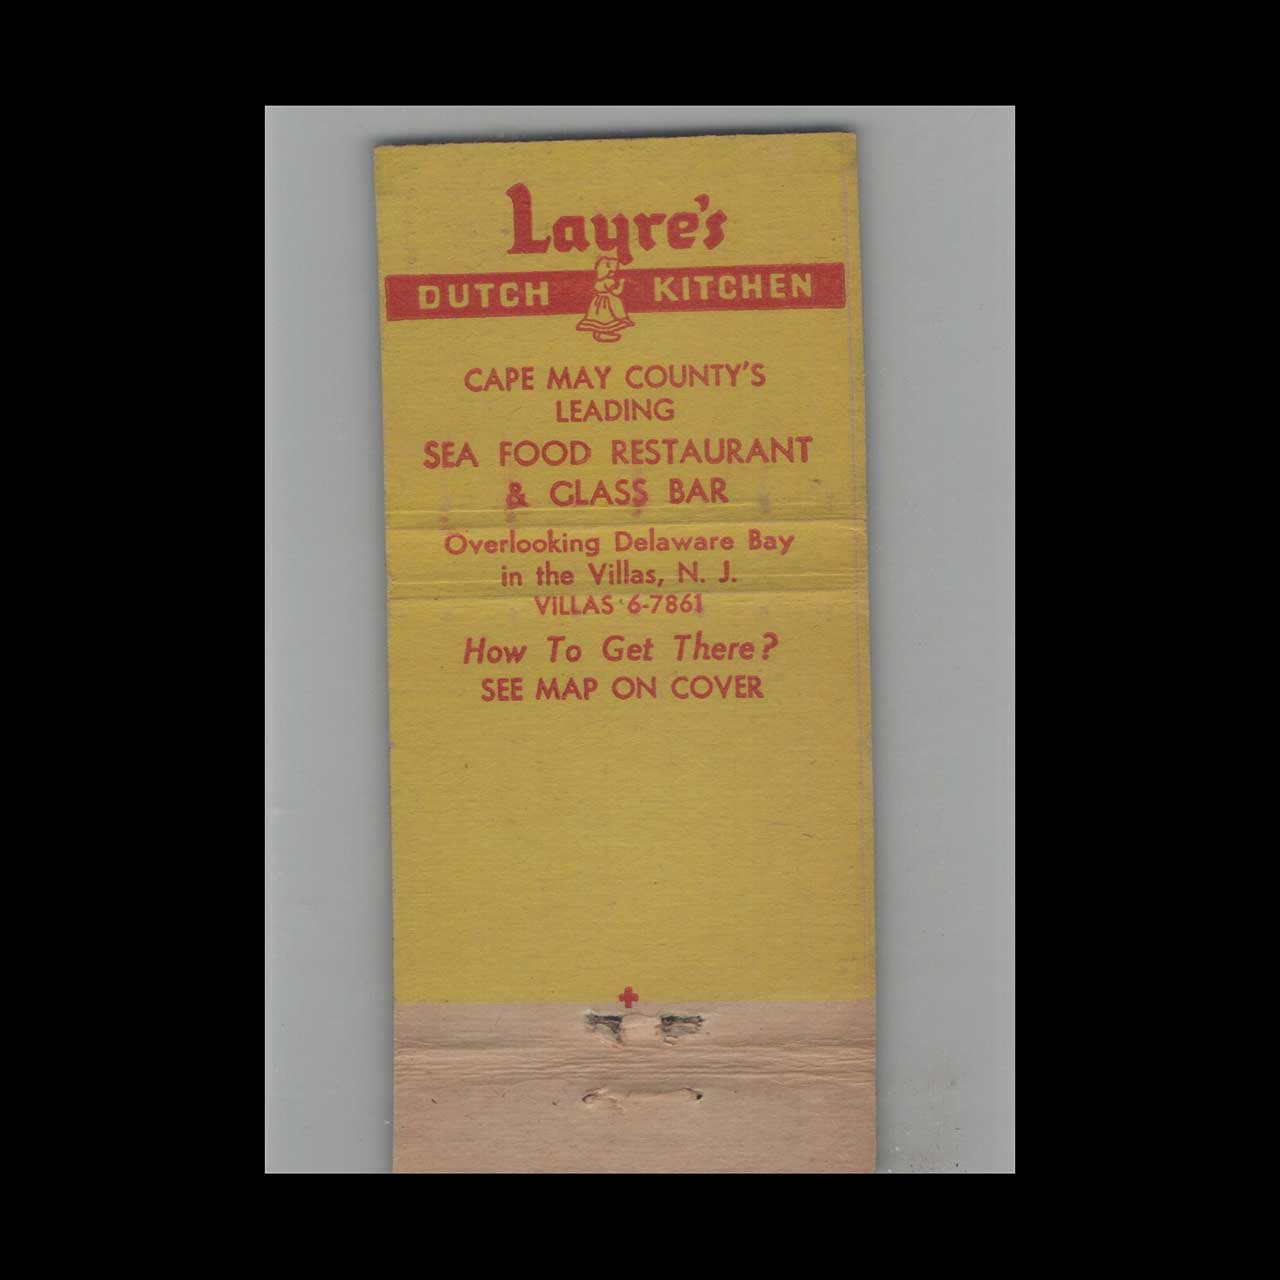 Layre's
DUTCH KITCHEN
CAPE MAY COUNTY'S
LEADING
SEA FOOD RESTAURANT
& GLASS BAR
Overlooking Delaware Bay
in the Villas, N. J.
VILLAS 6-7861
How To Get There?
SEE MAP ON COVER